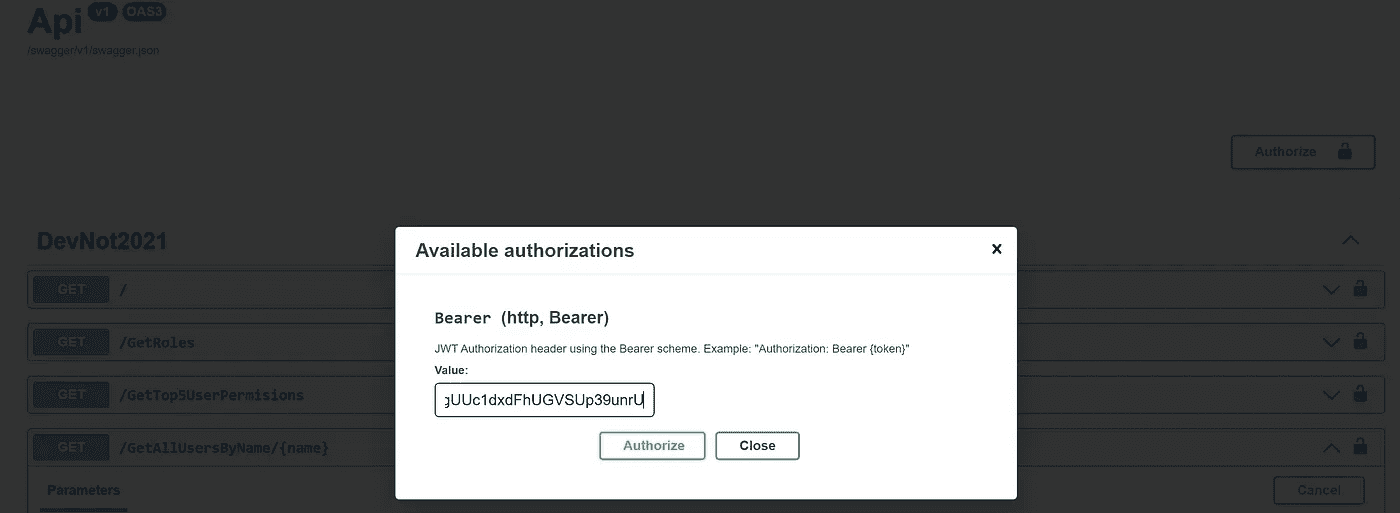 Api v1 OAS3
/swagger/v1/swagger.json
Authorize
DevNot2021
Available authorizations
GET /
Bearer (http, Bearer)
GET /GetRoles
JWT Authorization header using the Bearer scheme. Example: "Authorization: Bearer {token}"
Value:
GET /GetTop5UserPermisions
gUUc1dxdFhUGVSUp39unrU
Authorize Close
GET /GetAllUsersByName/{name}
Parameters
Cancel